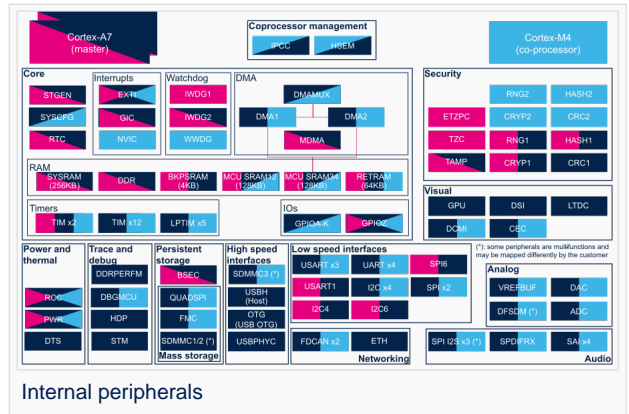 Cortex-A7
(master)
Coprocessor management
IPCC
HSEM
Cortex-M4
(co-processor)
Core
STGEN
SYSCFG
RTC
Interrupts
EXTI
GIC
NVIC
Watchdog
IWDG1
IWDG2
WWDG
DMA
DMAMUX
DMA1
DMA2
MDMA
Security
RNG2
HASH2
ETZPC
CRYP2
CRC2
TZC
RNG1
HASH1
TAMP
CRYP1
CRC1
RAM
SYSRAM
(256KB)
DDR
BKPSRAM
(4KB)
MCU SRAM12
(128KB)
MCU SRAM34
(128KB)
RETRAM
(64KB)
Timers
TIM x2
TIM x12
LPTIM x5
IOs
GPIOA-K
GPIOZ
Visual
GPU
DSI
LTDC
DCMI
CEC
(*): some peripherals are multifunctions and
may be mapped differently by the customer
Power and
thermal
ROC
PWR
DTS
Trace and
debug
DDRPERFM
DBGMCU
HDP
STM
Persistent
storage
BSEC
QUADSPI
FMC
SDMMC1/2 (*)
Mass storage
High speed
interfaces
SDMMC3 (*)
USBH
(Host)
OTG
(USB OTG)
USBPHYC
Low speed interfaces
USART x3
UART x4
SPI6
USART1
I2C x4
SPI x2
I2C4
I2C6
FDCAN x2
ETH
Networking
Analog
VREFBUF
DAC
DFSDM (*)
ADC
SPI I2S x3 (*)
SPDIFRX
SAI x4
Audio
Internal peripherals